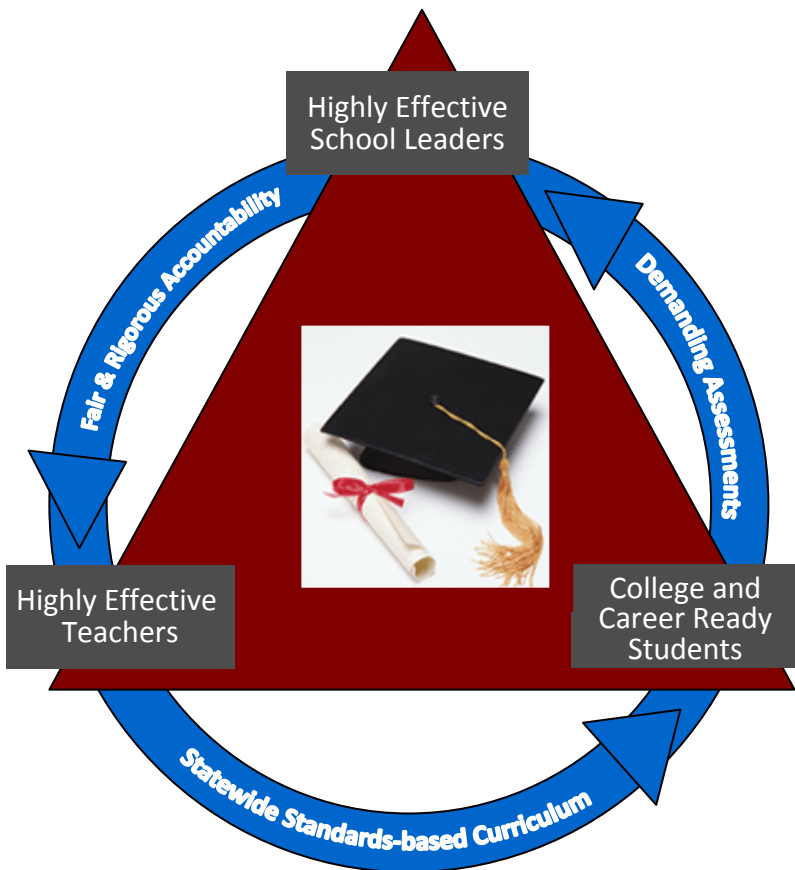 Highly Effective
School Leaders
Fair & Rigorous Accountability
Demanding Assessments
Highly Effective
Teachers
College and
Career Ready
Students
Statewide Standards-based Curriculum